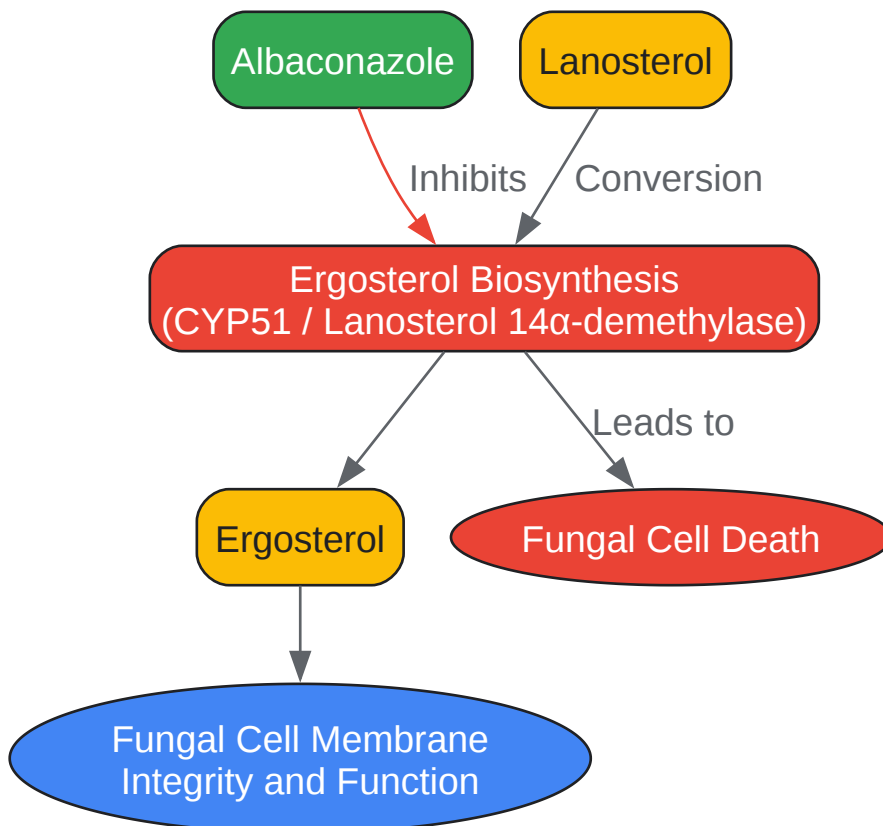 Albaconazole
Lanosterol
Inhibits
Conversion
Ergosterol Biosynthesis
(CYP51 / Lanosterol 14α-demethylase)
Leads to
Ergosterol
Fungal Cell Death
Fungal Cell Membrane
Integrity and Function